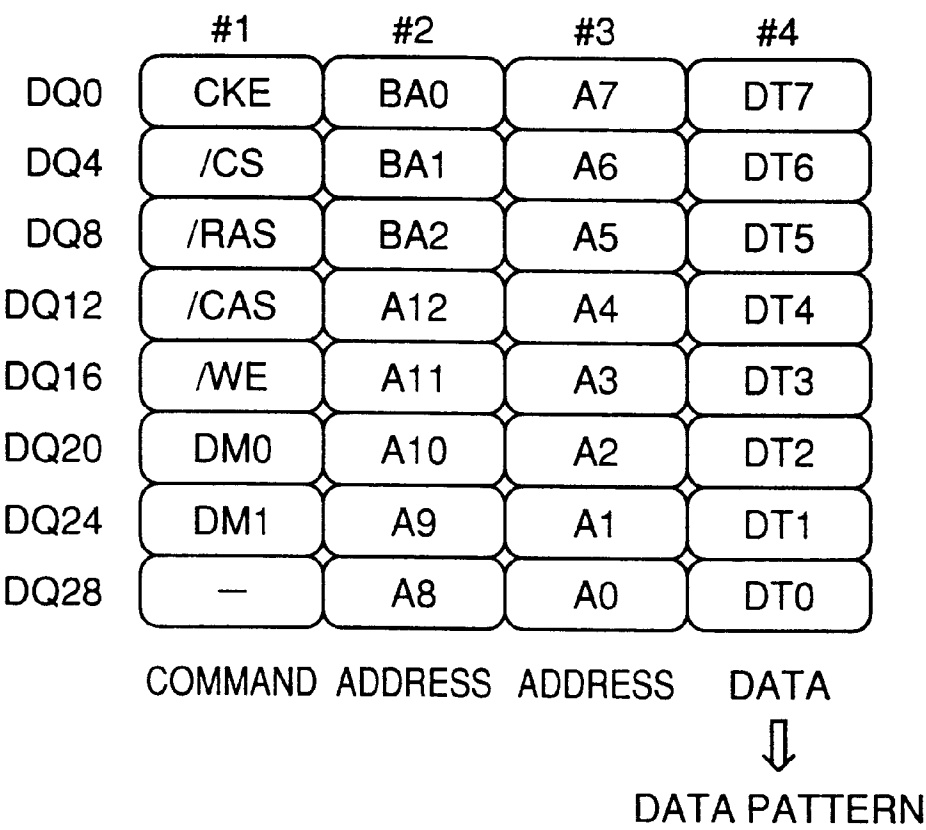 #1 #2 #3 #4
DQ0 CKE BA0 A7 DT7
DQ4 /CS BA1 A6 DT6
DQ8 /RAS BA2 A5 DT5
DQ12 /CAS A12 A4 DT4
DQ16 /WE A11 A3 DT3
DQ20 DM0 A10 A2 DT2
DQ24 DM1 A9 A1 DT1
DQ28 — A8 A0 DT0
COMMAND ADDRESS ADDRESS DATA
⇓
DATA PATTERN